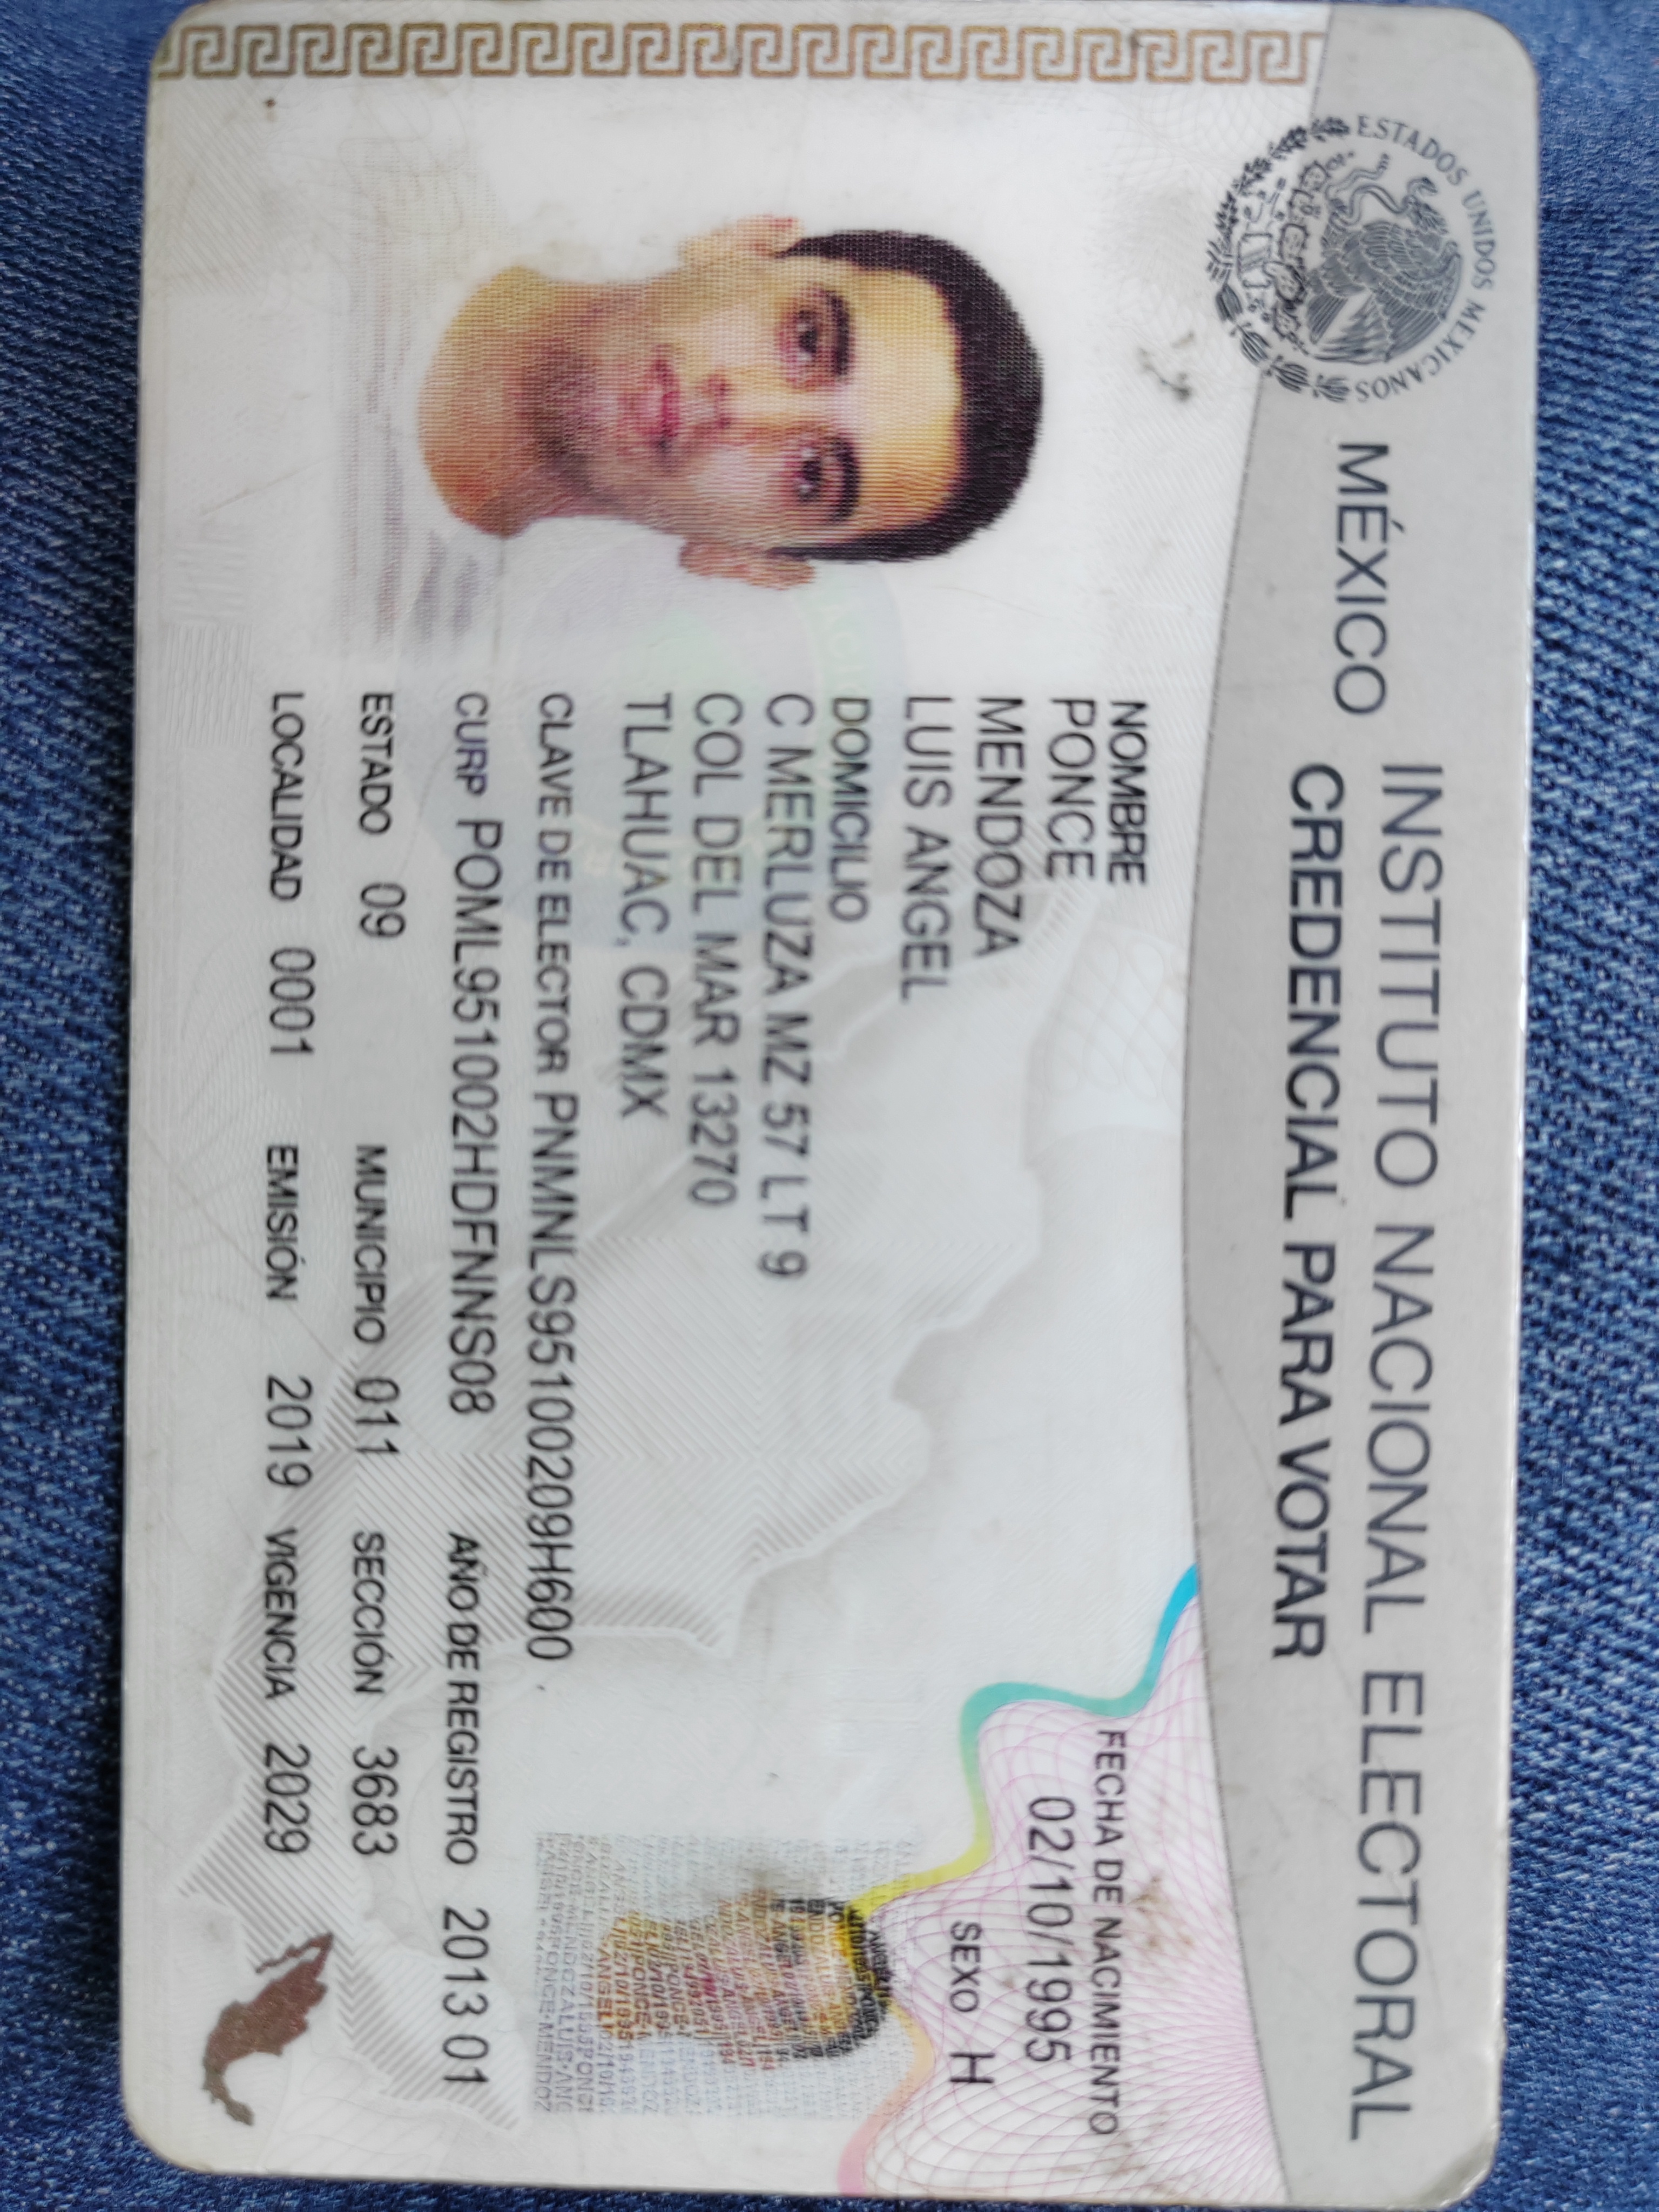 ESTADOS UNIDOS MEXICANOS
MÉXICO INSTITUTO NACIONAL ELECTORAL
CREDENCIAL PARA VOTAR
NOMBRE
PONCE
MENDOZA
LUIS ANGEL
FECHA DE NACIMIENTO
02/10/1995
SEXO H
DOMICILIO
C MERLUZA MZ 57 LT 9
COL DEL MAR 13270
TLAHUAC, CDMX
CLAVE DE ELECTOR PNMNLS95100209H600
CURP POML951002HDFNNS08 AÑO DE REGISTRO 2013 01
ESTADO 09 MUNICIPIO 011 SECCIÓN 3683
LOCALIDAD 0001 EMISIÓN 2019 VIGENCIA 2029